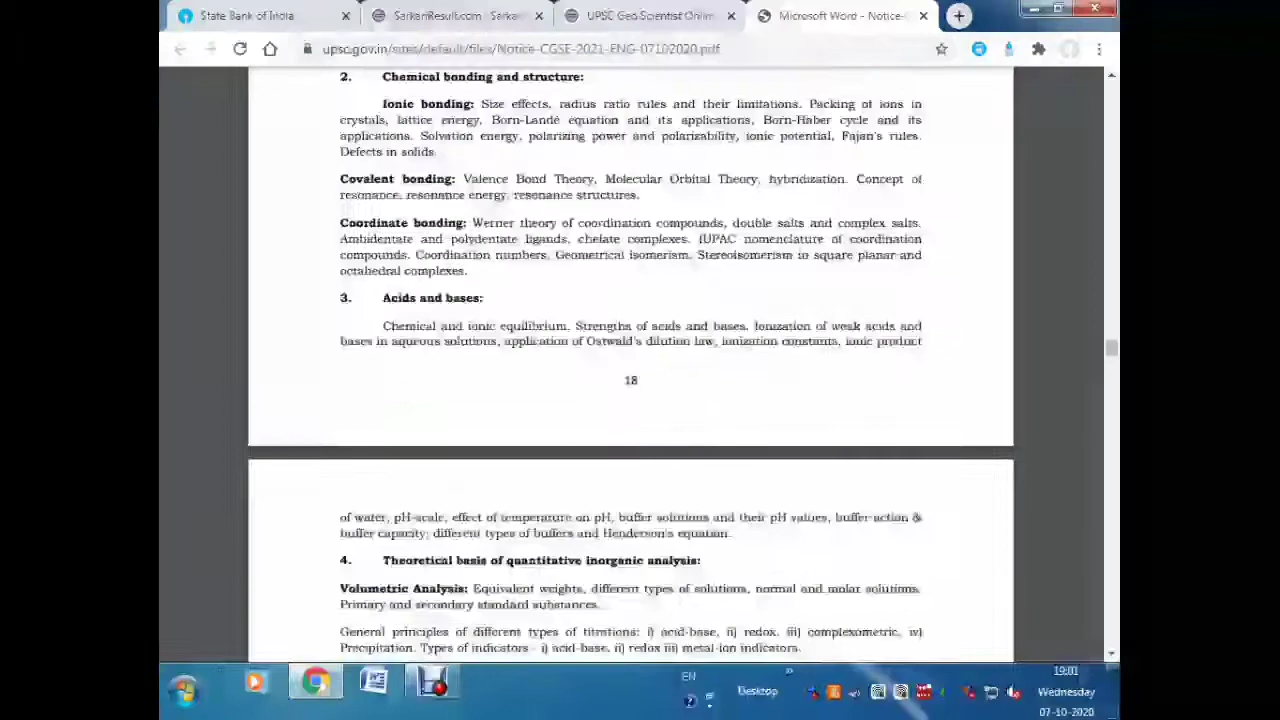 State Bank of India
SarkariResult.com : Sarkari
UPSC Geo Scientist Online
Microsoft Word - Notice-C
upsc.gov.in/sites/default/files/Notice-CGSE-2021-ENG-07102020.pdf
2. Chemical bonding and structure:
Ionic bonding: Size effects, radius ratio rules and their limitations. Packing of ions in
crystals, lattice energy, Born-Landé equation and its applications, Born-Haber cycle and its
applications. Solvation energy, polarizing power and polarizability, ionic potential, Fajan's rules.
Defects in solids.
Covalent bonding: Valence Bond Theory, Molecular Orbital Theory, hybridization. Concept of
resonance, resonance energy, resonance structures.
Coordinate bonding: Werner theory of coordination compounds, double salts and complex salts.
Ambidentate and polydentate ligands, chelate complexes. IUPAC nomenclature of coordination
compounds. Coordination numbers, Geometrical isomerism. Stereoisomerism in square planar and
octahedral complexes.
3. Acids and bases:
Chemical and ionic equilibrium. Strengths of acids and bases. Ionization of weak acids and
bases in aqueous solutions, application of Ostwald's dilution law, ionization constants, ionic product
18
of water, pH-scale, effect of temperature on pH, buffer solutions and their pH values, buffer action &
buffer capacity; different types of buffers and Henderson's equation.
4. Theoretical basis of quantitative inorganic analysis:
Volumetric Analysis: Equivalent weights, different types of solutions, normal and molar solutions.
Primary and secondary standard substances.
General principles of different types of titrations: i) acid-base, ii) redox, iii) complexometric, iv)
Precipitation. Types of indicators - i) acid-base, ii) redox iii) metal-ion indicators.
EN
Desktop
19:01
Wednesday
07-10-2020